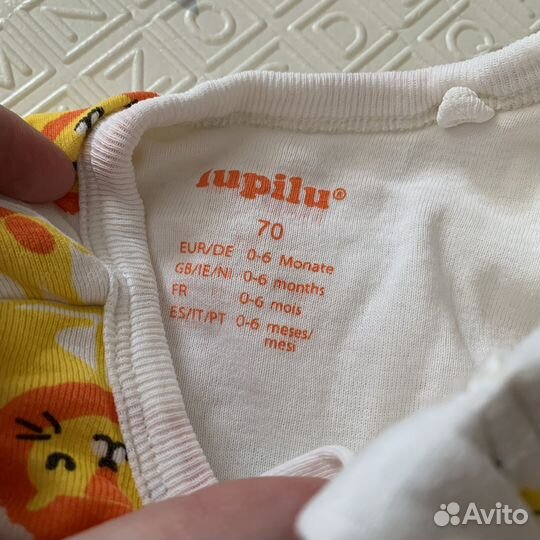 lupilu®
70
EUR/DE 0-6 Monate
GB/IE/NI 0-6 months
FR 0-6 mois
ES/IT/PT 0-6 meses/
mesi
Avito